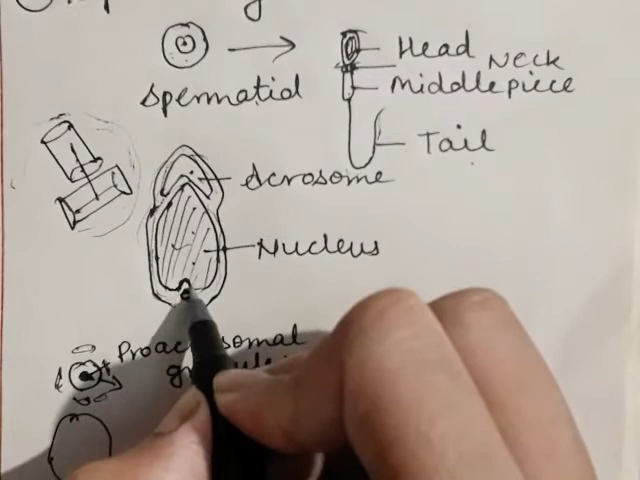 Head
Neck
Spermatid
Middlepiece
Tail
Acrosome
Nucleus